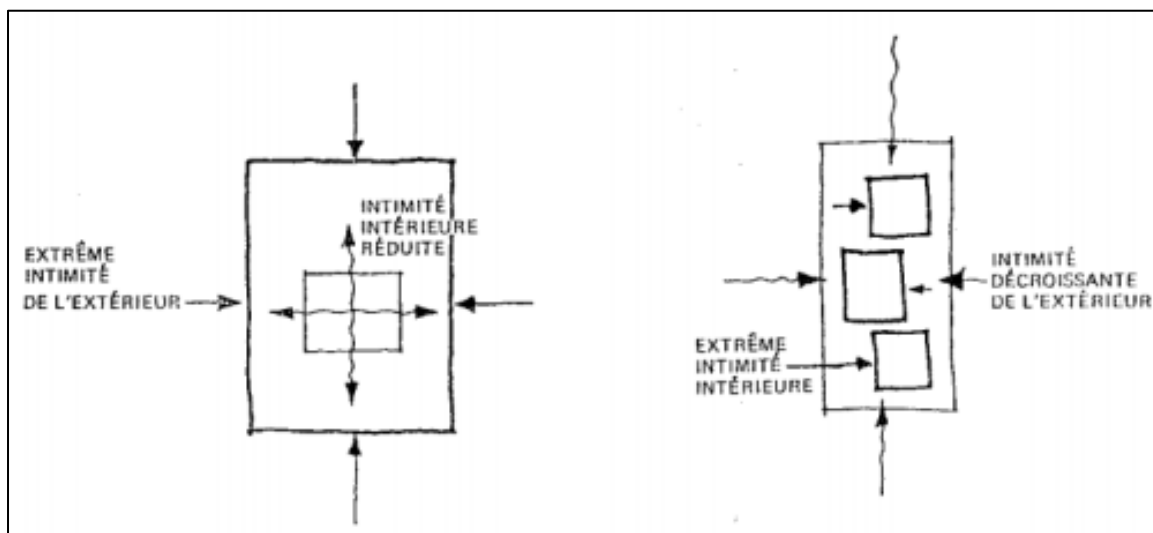 INTIMITÉ
INTÉRIEURE
RÉDUITE
EXTRÊME
INTIMITÉ
DE L'EXTÉRIEUR
INTIMITÉ
DÉCROISSANTE
DE L'EXTÉRIEUR
EXTRÊME
INTIMITÉ
INTÉRIEURE